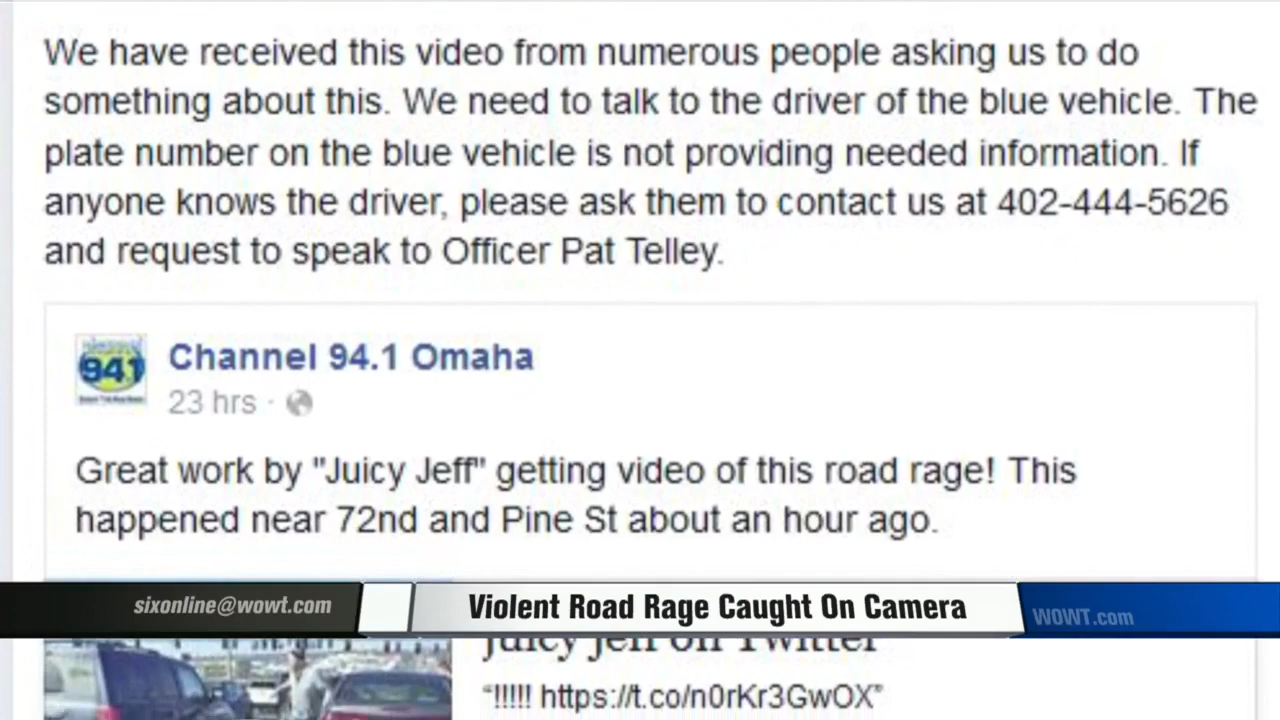 We have received this video from numerous people asking us to do
something about this. We need to talk to the driver of the blue vehicle. The
plate number on the blue vehicle is not providing needed information. If
anyone knows the driver, please ask them to contact us at 402-444-5626
and request to speak to Officer Pat Telley.
941
Channel 94.1 Omaha
23 hrs ·
Great work by "Juicy Jeff" getting video of this road rage! This
happened near 72nd and Pine St about an hour ago.
sixonline@wowt.com
Violent Road Rage Caught On Camera
WOWT.com
Juicy Jeff on Twitter
“!!!!! https://t.co/n0rKr3GwOX”